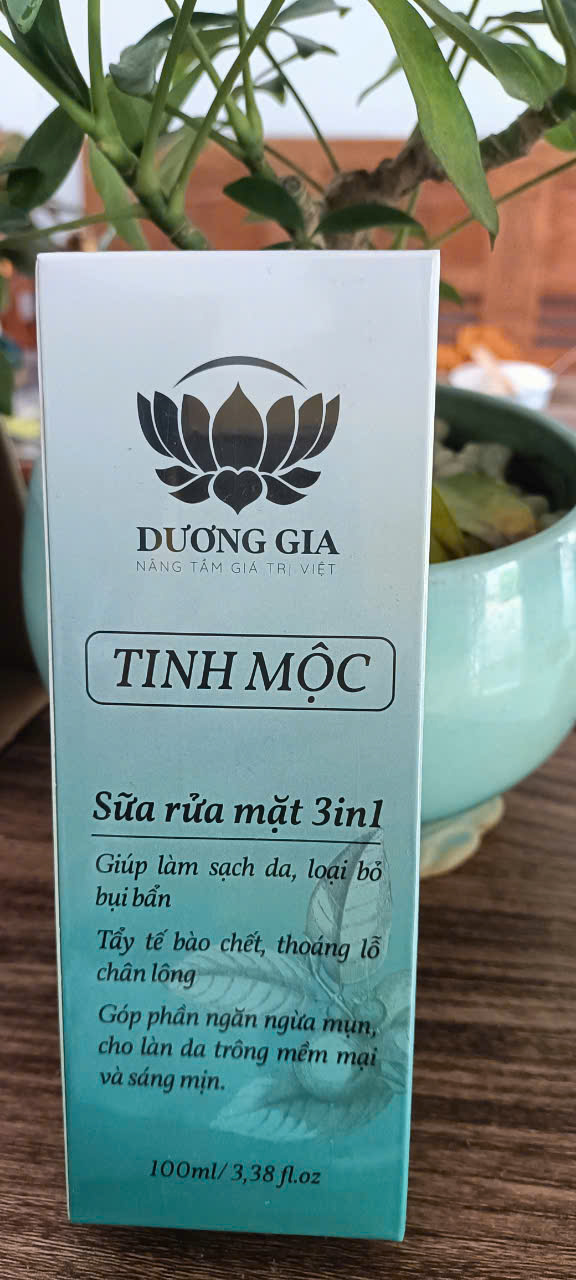 DƯƠNG GIA
NÂNG TẦM GIÁ TRỊ VIỆT
TINH MỘC
Sữa rửa mặt 3in1
Giúp làm sạch da, loại bỏ
bụi bẩn
Tẩy tế bào chết, thoáng lỗ
chân lông
Góp phần ngăn ngừa mụn,
cho làn da trông mềm mại
và sáng mịn.
100ml/ 3,38 fl.oz